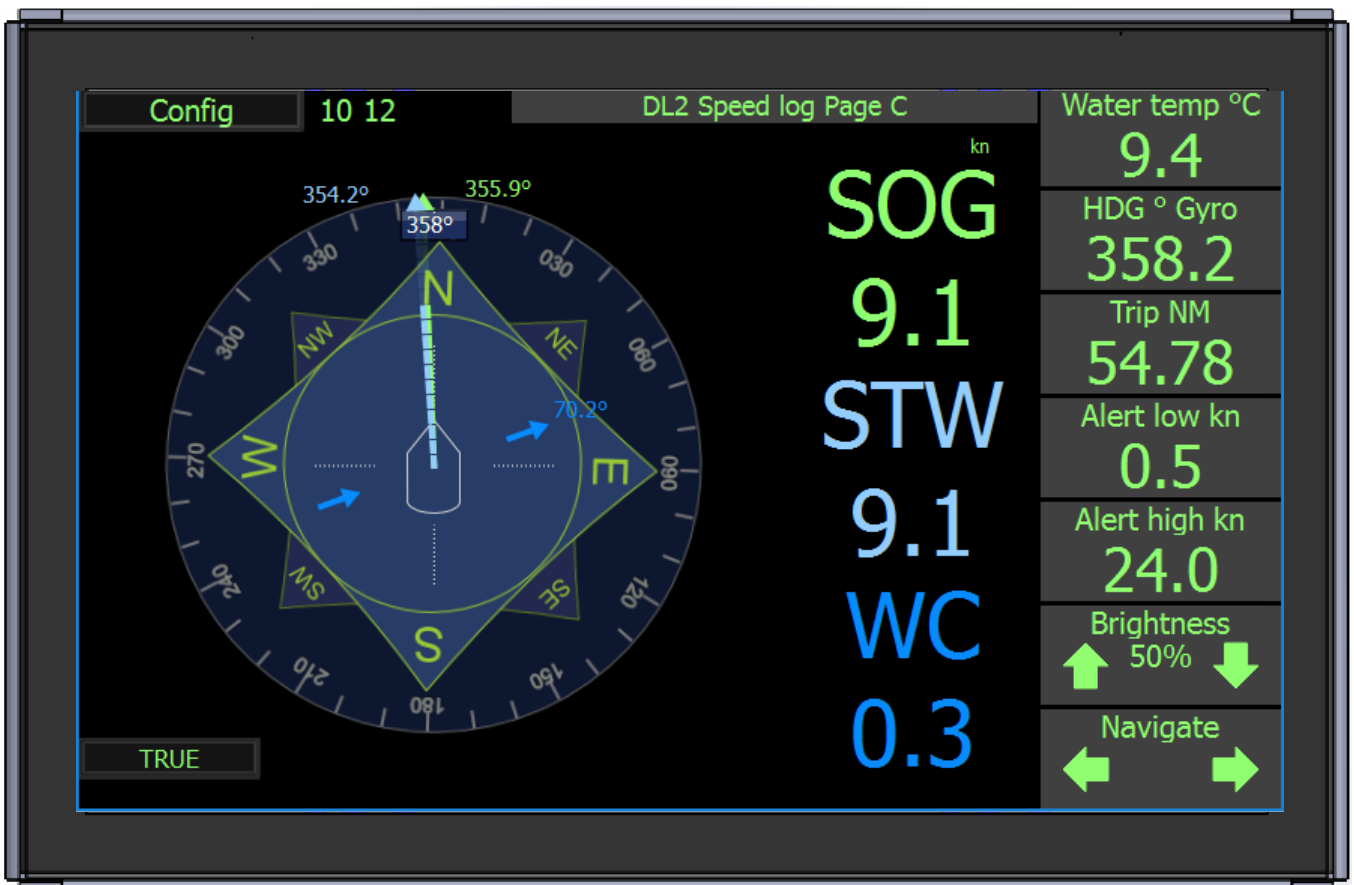 Config
10 12
DL2 Speed log Page C
kn
SOG
9.1
STW
9.1
WC
0.3
354.2°
355.9°
358°
N
030
060
090
120
150
180
210
240
270
300
330
NE
E
SE
S
SW
W
NW
70.2°
TRUE
Water temp °C
9.4
HDG ° Gyro
358.2
Trip NM
54.78
Alert low kn
0.5
Alert high kn
24.0
Brightness
50%
Navigate